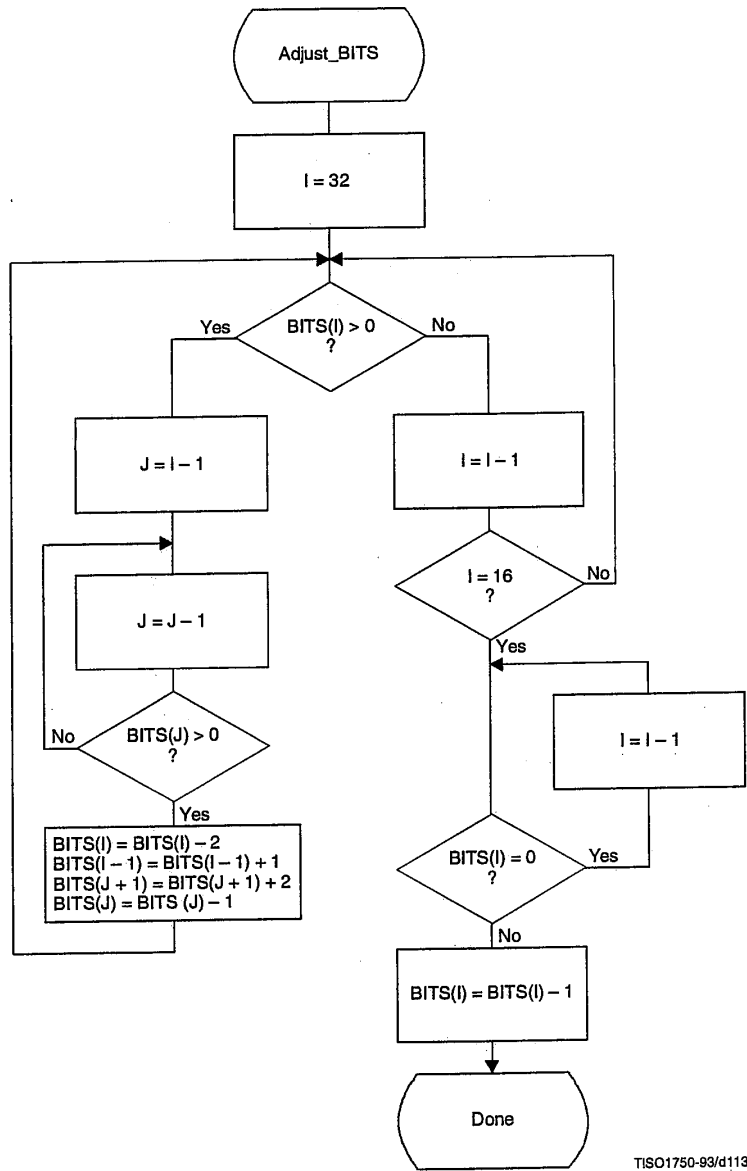 Adjust_BITS
I = 32
BITS(I) > 0
?
Yes
No
J = I – 1
I = I – 1
J = J – 1
I = 16
?
No
Yes
BITS(J) > 0
?
No
Yes
I = I – 1
BITS(I) = BITS(I) – 2
BITS(I – 1) = BITS(I – 1) + 1
BITS(J + 1) = BITS(J + 1) + 2
BITS(J) = BITS (J) – 1
BITS(I) = 0
?
Yes
No
BITS(I) = BITS(I) – 1
Done
TISO1750-93/d113